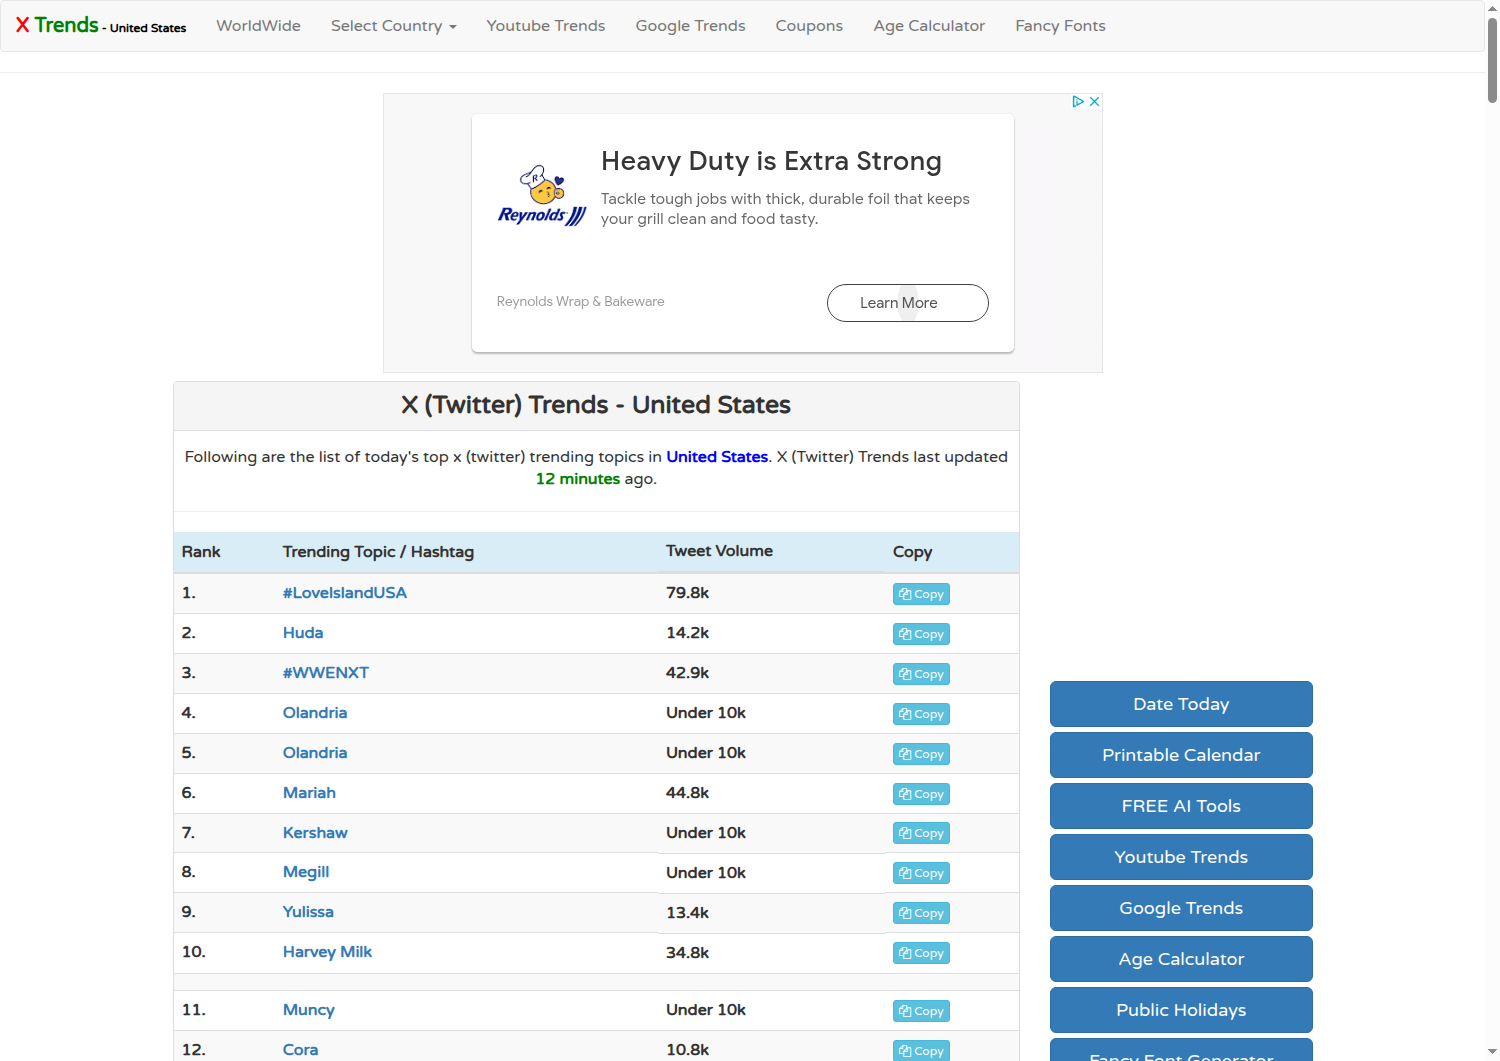 X Trends - United States WorldWide Select Country Youtube Trends Google Trends Coupons Age Calculator Fancy Fonts
Heavy Duty is Extra Strong
Tackle tough jobs with thick, durable foil that keeps
your grill clean and food tasty.
R
Reynolds
Reynolds Wrap & Bakeware
Learn More
X (Twitter) Trends - United States
Following are the list of today's top x (twitter) trending topics in United States. X (Twitter) Trends last updated
12 minutes ago.
Rank Trending Topic / Hashtag Tweet Volume Copy
1. #LoveIslandUSA 79.8k Copy
2. Huda 14.2k Copy
3. #WWENXT 42.9k Copy
4. Olandria Under 10k Copy
5. Olandria Under 10k Copy
6. Mariah 44.8k Copy
7. Kershaw Under 10k Copy
8. Megill Under 10k Copy
9. Yulissa 13.4k Copy
10. Harvey Milk 34.8k Copy
11. Muncy Under 10k Copy
12. Cora 10.8k Copy
Date Today
Printable Calendar
FREE AI Tools
Youtube Trends
Google Trends
Age Calculator
Public Holidays
Fancy Font Generator